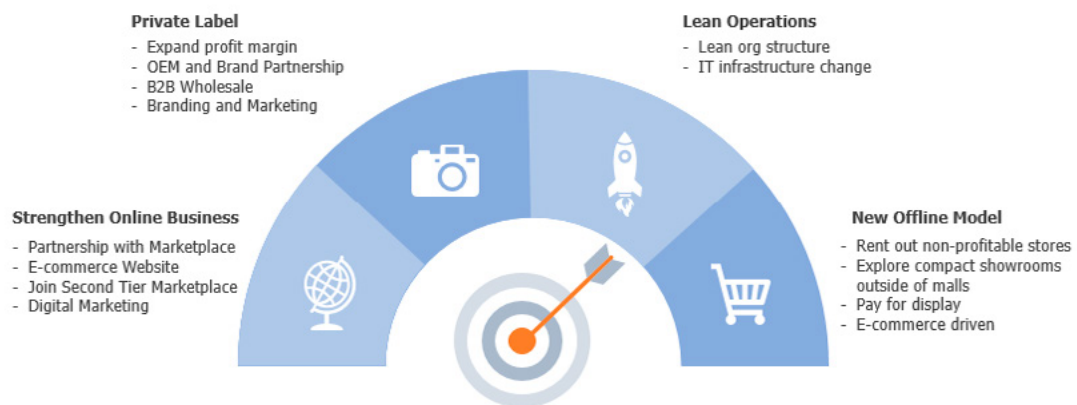 Private Label
- Expand profit margin
- OEM and Brand Partnership
- B2B Wholesale
- Branding and Marketing
Lean Operations
- Lean org structure
- IT infrastructure change
Strengthen Online Business
- Partnership with Marketplace
- E-commerce Website
- Join Second Tier Marketplace
- Digital Marketing
New Offline Model
- Rent out non-profitable stores
- Explore compact showrooms
outside of malls
- Pay for display
- E-commerce driven